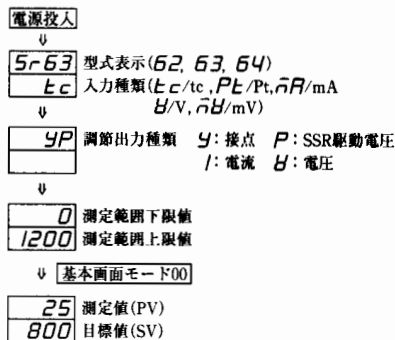 電源投入
⇓
Sr63 型式表示(62, 63, 64)
tc 入力種類(tc/tc ,Pt/Pt,mA/mA
V/V,mV/mV)
⇓
YP 調節出力種類 Y:接点 P:SSR駆動電圧
I:電流 V:電圧
⇓
0 測定範囲下限値
1200 測定範囲上限値
⇓ 基本画面モード00
25 測定値(PV)
800 目標値(SV)